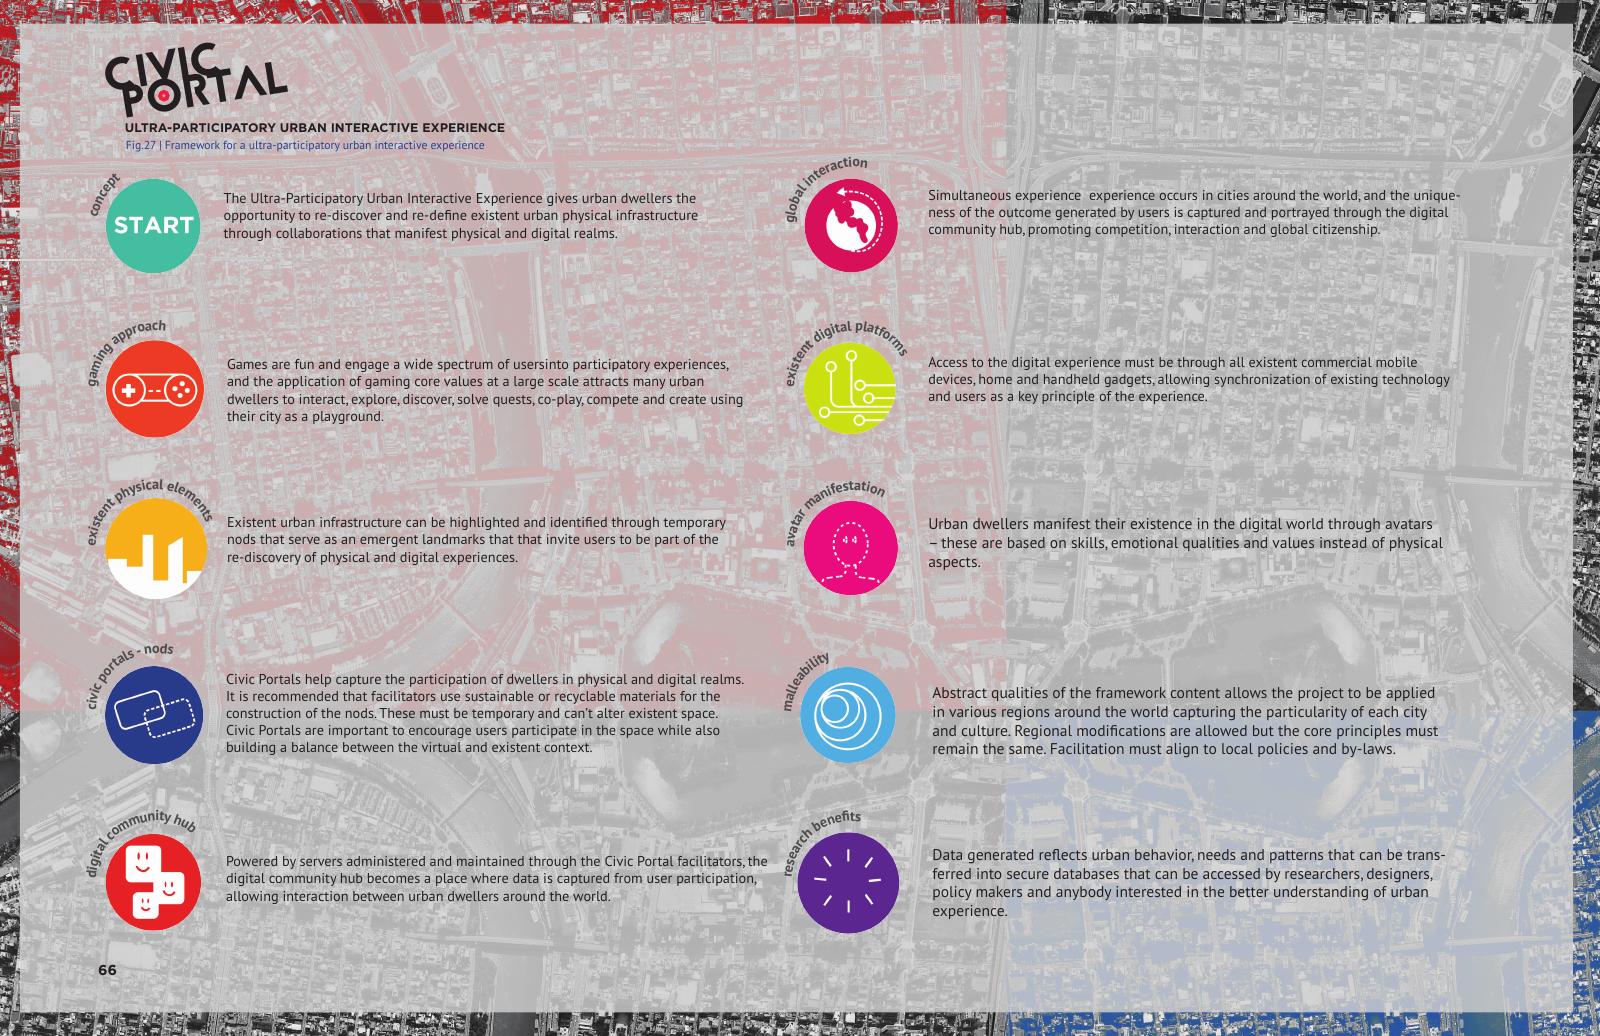 CIVIC
PORTAL
ULTRA-PARTICIPATORY URBAN INTERACTIVE EXPERIENCE
Fig.27 | Framework for a ultra-participatory urban interactive experience
concept
START
The Ultra-Participatory Urban Interactive Experience gives urban dwellers the
opportunity to re-discover and re-define existent urban physical infrastructure
through collaborations that manifest physical and digital realms.
gaming approach
Games are fun and engage a wide spectrum of usersinto participatory experiences,
and the application of gaming core values at a large scale attracts many urban
dwellers to interact, explore, discover, solve quests, co-play, compete and create using
their city as a playground.
existent physical elements
Existent urban infrastructure can be highlighted and identified through temporary
nods that serve as an emergent landmarks that that invite users to be part of the
re-discovery of physical and digital experiences.
civic portals - nods
Civic Portals help capture the participation of dwellers in physical and digital realms.
It is recommended that facilitators use sustainable or recyclable materials for the
construction of the nods. These must be temporary and can't alter existent space.
Civic Portals are important to encourage users participate in the space while also
building a balance between the virtual and existent context.
digital community hub
Powered by servers administered and maintained through the Civic Portal facilitators, the
digital community hub becomes a place where data is captured from user participation,
allowing interaction between urban dwellers around the world.
global interaction
Simultaneous experience  experience occurs in cities around the world, and the unique-
ness of the outcome generated by users is captured and portrayed through the digital
community hub, promoting competition, interaction and global citizenship.
existent digital platforms
Access to the digital experience must be through all existent commercial mobile
devices, home and handheld gadgets, allowing synchronization of existing technology
and users as a key principle of the experience.
avatar manifestation
Urban dwellers manifest their existence in the digital world through avatars
– these are based on skills, emotional qualities and values instead of physical
aspects.
malleability
Abstract qualities of the framework content allows the project to be applied
in various regions around the world capturing the particularity of each city
and culture. Regional modifications are allowed but the core principles must
remain the same. Facilitation must align to local policies and by-laws.
research benefits
Data generated reflects urban behavior, needs and patterns that can be trans-
ferred into secure databases that can be accessed by researchers, designers,
policy makers and anybody interested in the better understanding of urban
experience.
66